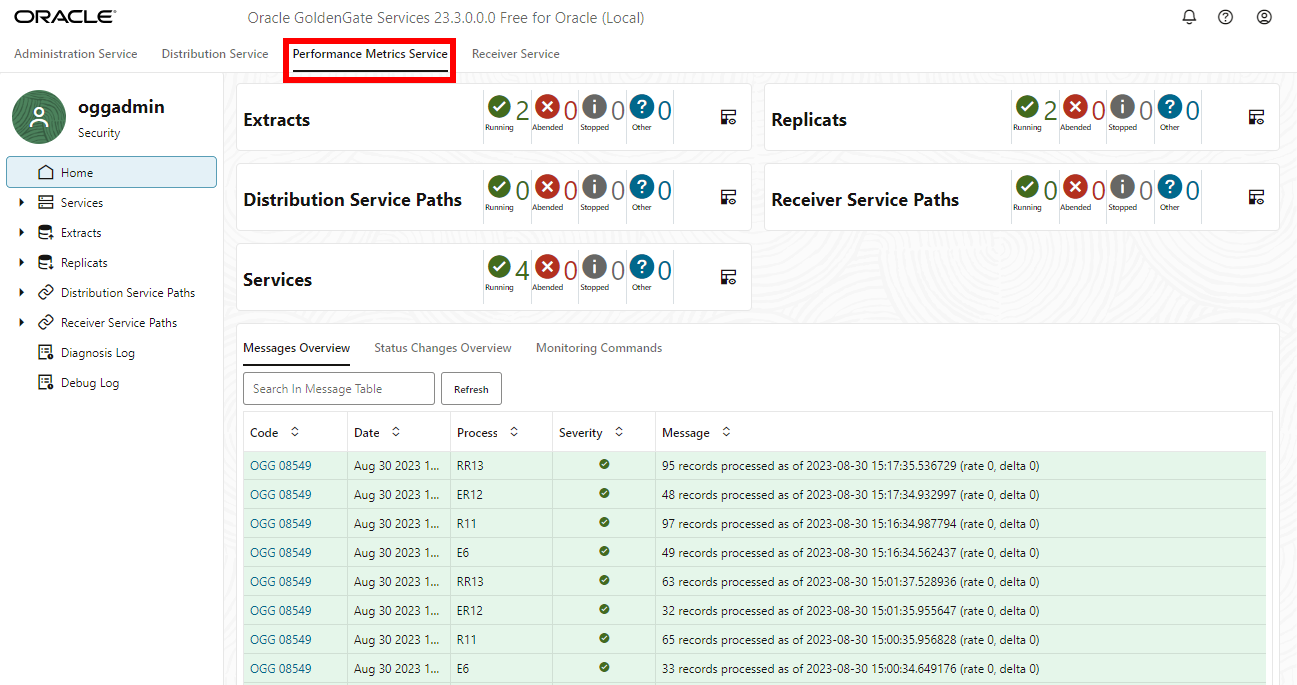 ORACLE
Oracle GoldenGate Services 23.3.0.0.0 Free for Oracle (Local)
Administration Service
Distribution Service
Performance Metrics Service
Receiver Service
oggadmin
Security
Home
Services
Extracts
Replicats
Distribution Service Paths
Receiver Service Paths
Diagnosis Log
Debug Log
Extracts
2 0 0 0
Running Abended Stopped Other
Replicats
2 0 0 0
Running Abended Stopped Other
Distribution Service Paths
0 0 0 0
Running Abended Stopped Other
Receiver Service Paths
0 0 0 0
Running Abended Stopped Other
Services
4 0 0 0
Running Abended Stopped Other
Messages Overview Status Changes Overview Monitoring Commands
Search In Message Table Refresh
Code Date Process Severity Message
OGG 08549 Aug 30 2023 1... RR13 95 records processed as of 2023-08-30 15:17:35.536729 (rate 0, delta 0)
OGG 08549 Aug 30 2023 1... ER12 48 records processed as of 2023-08-30 15:17:34.932997 (rate 0, delta 0)
OGG 08549 Aug 30 2023 1... R11 97 records processed as of 2023-08-30 15:16:34.987794 (rate 0, delta 0)
OGG 08549 Aug 30 2023 1... E6 49 records processed as of 2023-08-30 15:16:34.562437 (rate 0, delta 0)
OGG 08549 Aug 30 2023 1... RR13 63 records processed as of 2023-08-30 15:01:37.528936 (rate 0, delta 0)
OGG 08549 Aug 30 2023 1... ER12 32 records processed as of 2023-08-30 15:01:35.955647 (rate 0, delta 0)
OGG 08549 Aug 30 2023 1... R11 65 records processed as of 2023-08-30 15:00:35.956828 (rate 0, delta 0)
OGG 08549 Aug 30 2023 1... E6 33 records processed as of 2023-08-30 15:00:34.649176 (rate 0, delta 0)